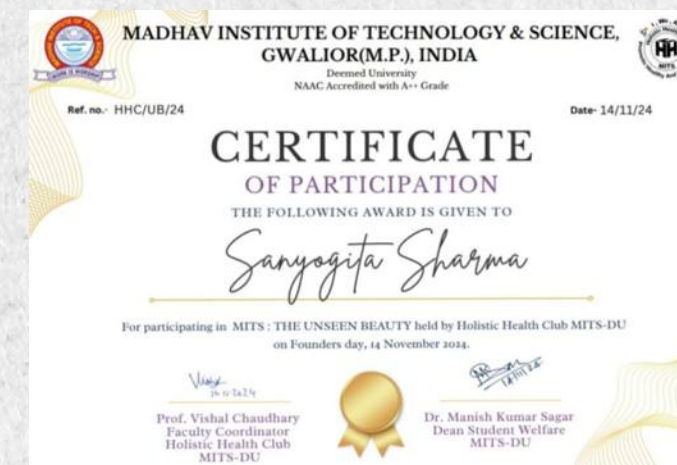 MADHAV INSTITUTE OF TECHNOLOGY & SCIENCE,
GWALIOR(M.P.), INDIA
Deemed University
NAAC Accredited with A++ Grade
Ref. no.- HHC/UB/24
Date- 14/11/24
CERTIFICATE
OF PARTICIPATION
THE FOLLOWING AWARD IS GIVEN TO
Sanyogita Sharma
For participating in MITS : THE UNSEEN BEAUTY held by Holistic Health Club MITS-DU
on Founders day, 14 November 2024.
14/11/24
Prof. Vishal Chaudhary
Faculty Coordinator
Holistic Health Club
MITS-DU
Dr. Manish Kumar Sagar
Dean Student Welfare
MITS-DU